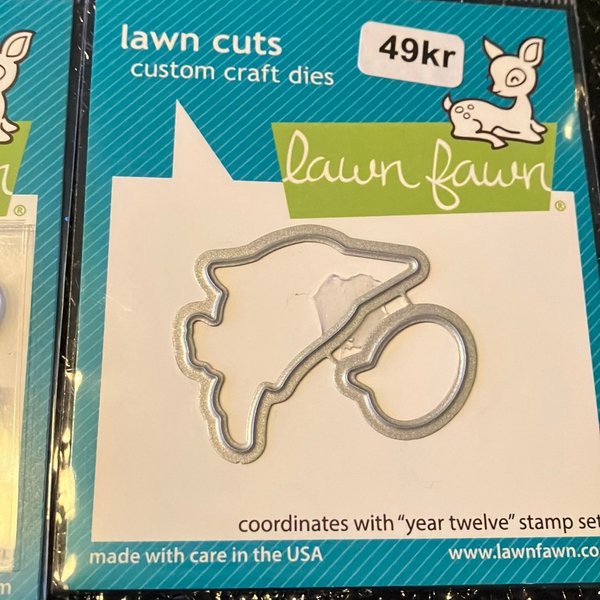 lawn cuts
49kr
custom craft dies
lawn fawn®
coordinates with "year twelve" stamp set
made with care in the USA
www.lawnfawn.co